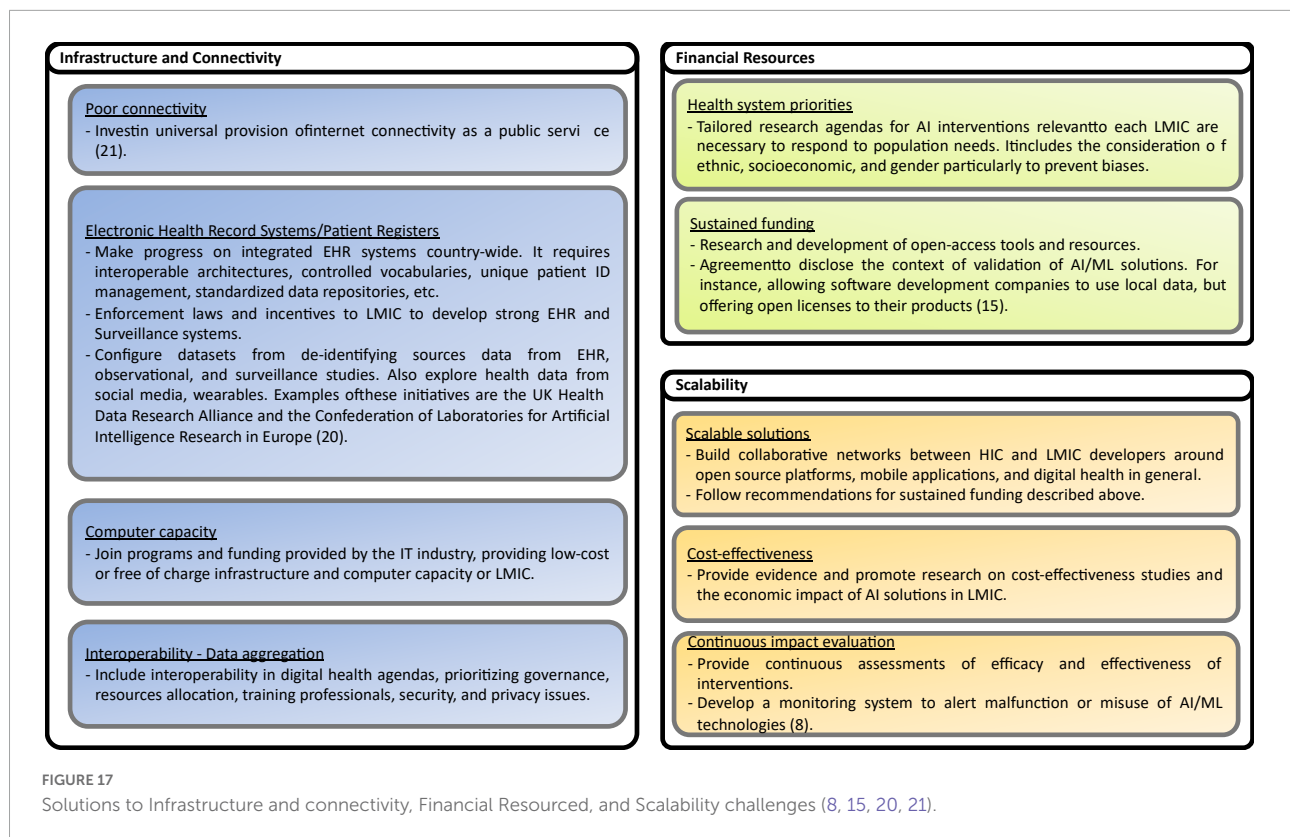 Infrastructure and Connectivity
Poor connectivity
- Investin universal provision ofinternet connectivity as a public servi ce
(21).
Electronic Health Record Systems/Patient Registers
- Make progress on integrated EHR systems country-wide. It requires
interoperable architectures, controlled vocabularies, unique patient ID
management, standardized data repositories, etc.
- Enforcement laws and incentives to LMIC to develop strong EHR and
Surveillance systems.
- Configure datasets from de-identifying sources data from EHR,
observational, and surveillance studies. Also explore health data from
social media, wearables. Examples ofthese initiatives are the UK Health
Data Research Alliance and the Confederation of Laboratories for Artificial
Intelligence Research in Europe (20).
Computer capacity
- Join programs and funding provided by the IT industry, providing low-cost
or free of charge infrastructure and computer capacity or LMIC.
Interoperability - Data aggregation
- Include interoperability in digital health agendas, prioritizing governance,
resources allocation, training professionals, security, and privacy issues.
Financial Resources
Health system priorities
- Tailored research agendas for AI interventions relevantto each LMIC are
necessary to respond to population needs. Itincludes the consideration o f
ethnic, socioeconomic, and gender particularly to prevent biases.
Sustained funding
- Research and development of open-access tools and resources.
- Agreementto disclose the context of validation of AI/ML solutions. For
instance, allowing software development companies to use local data, but
offering open licenses to their products (15).
Scalability
Scalable solutions
- Build collaborative networks between HIC and LMIC developers around
open source platforms, mobile applications, and digital health in general.
- Follow recommendations for sustained funding described above.
Cost-effectiveness
- Provide evidence and promote research on cost-effectiveness studies and
the economic impact of AI solutions in LMIC.
Continuous impact evaluation
- Provide continuous assessments of efficacy and effectiveness of
interventions.
- Develop a monitoring system to alert malfunction or misuse of AI/ML
technologies (8).
FIGURE 17
Solutions to Infrastructure and connectivity, Financial Resourced, and Scalability challenges (8, 15, 20, 21).